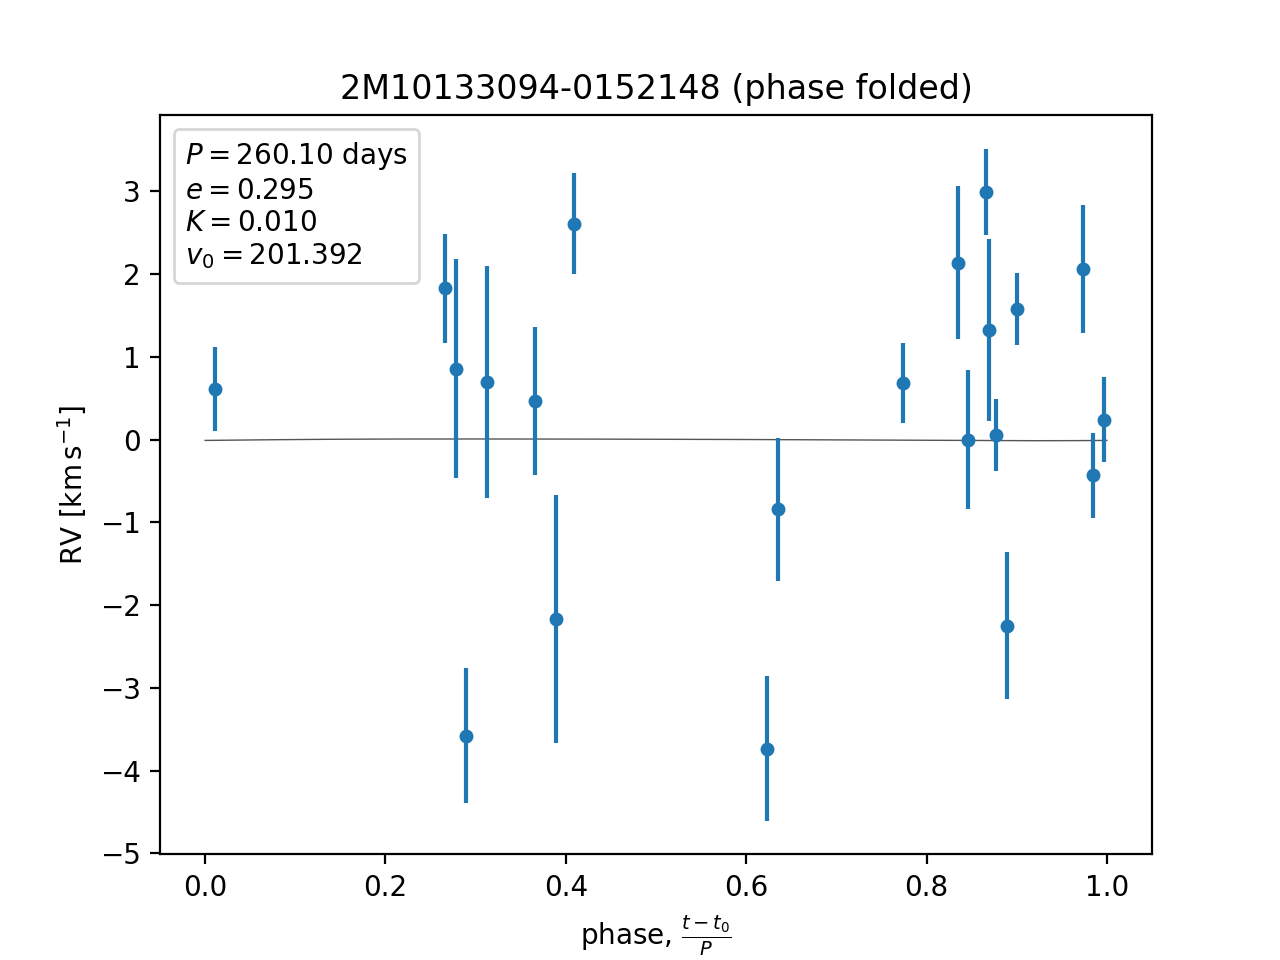 2M10133094-0152148 (phase folded)
P = 260.10 days
e = 0.295
K = 0.010
v₀ = 201.392
3
2
1
0
−1
−2
−3
−4
−5
RV [km s⁻¹]
0.0 0.2 0.4 0.6 0.8 1.0
phase, (t − t₀)/P